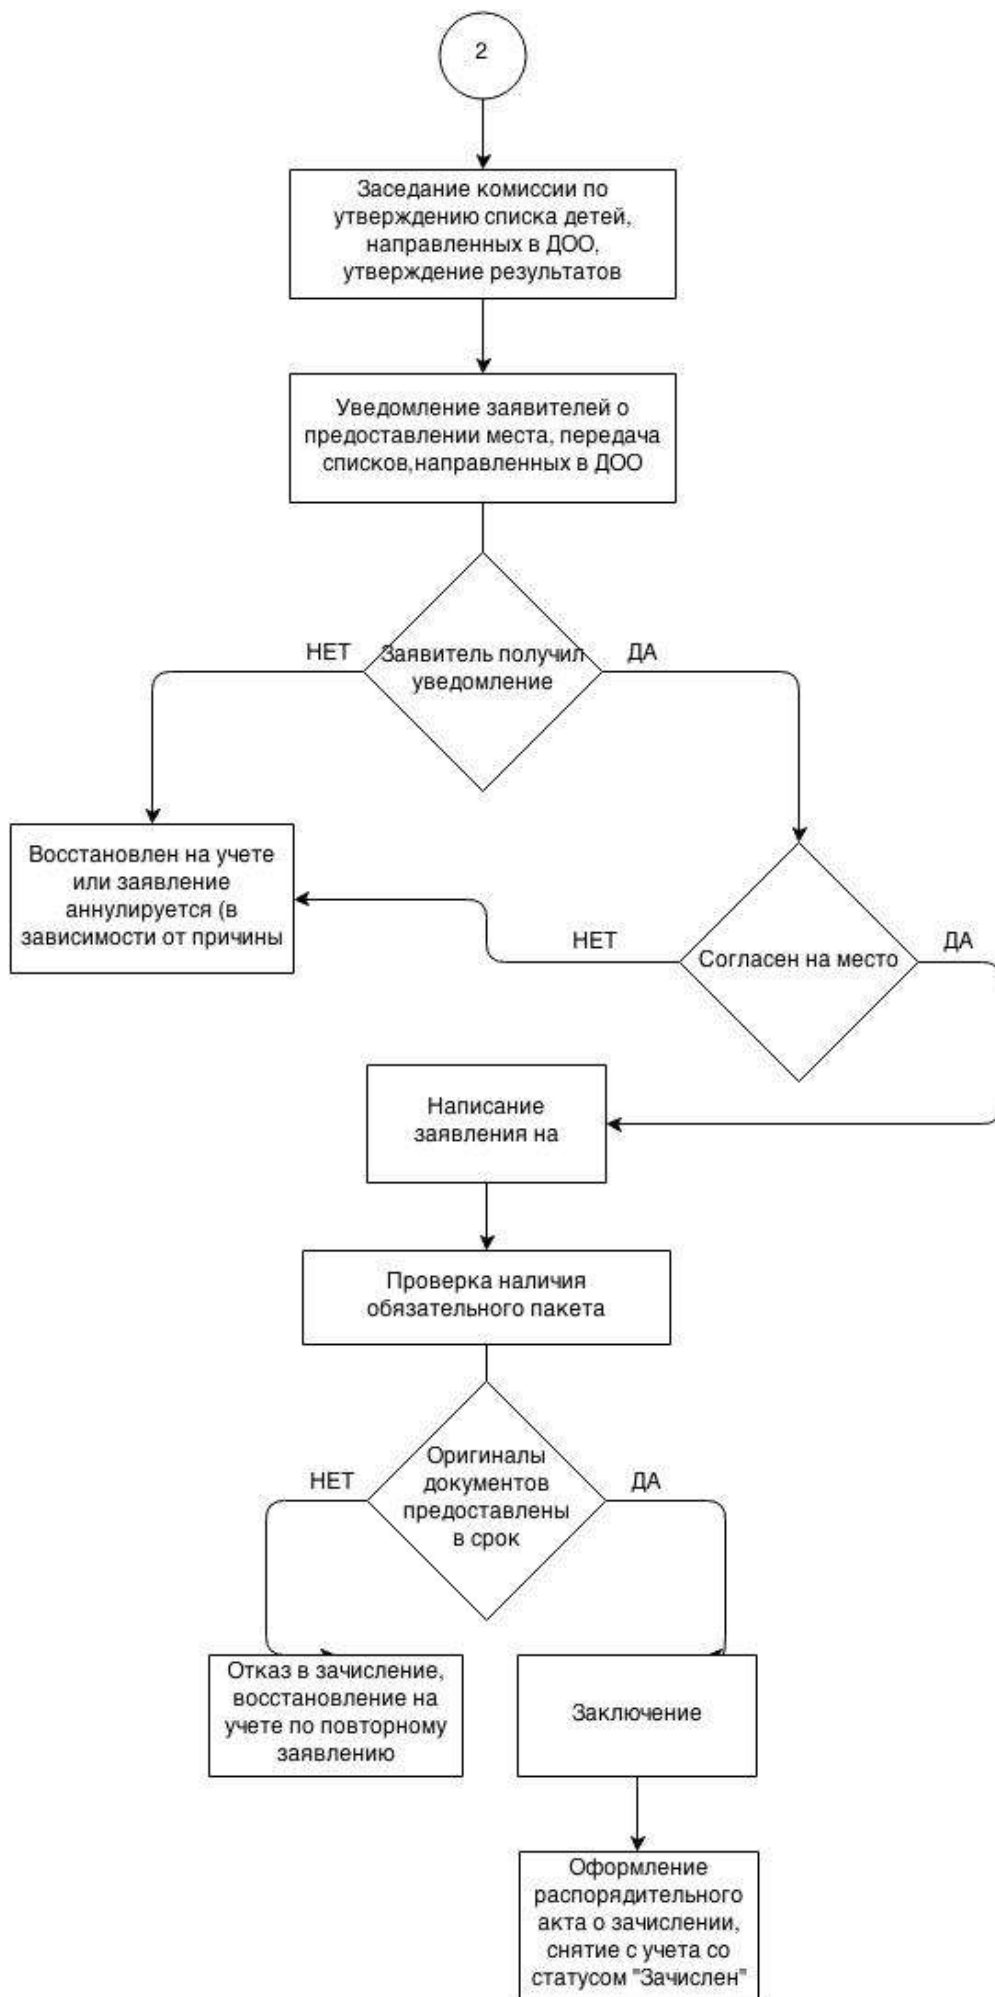 2
Заседание комиссии по
утверждению списка детей,
направленных в ДОО,
утверждение результатов
Уведомление заявителей о
предоставлении места, передача
списков,направленных в ДОО
НЕТ
Заявитель получил
уведомление
ДА
Восстановлен на учете
или заявление
аннулируется (в
зависимости от причины
НЕТ
Согласен на место
ДА
Написание
заявления на
Проверка наличия
обязательного пакета
НЕТ
Оригиналы
документов
предоставлены
в срок
ДА
Отказ в зачисление,
восстановление на
учете по повторному
заявлению
Заключение
Оформление
распорядительного
акта о зачислении,
снятие с учета со
статусом "Зачислен"